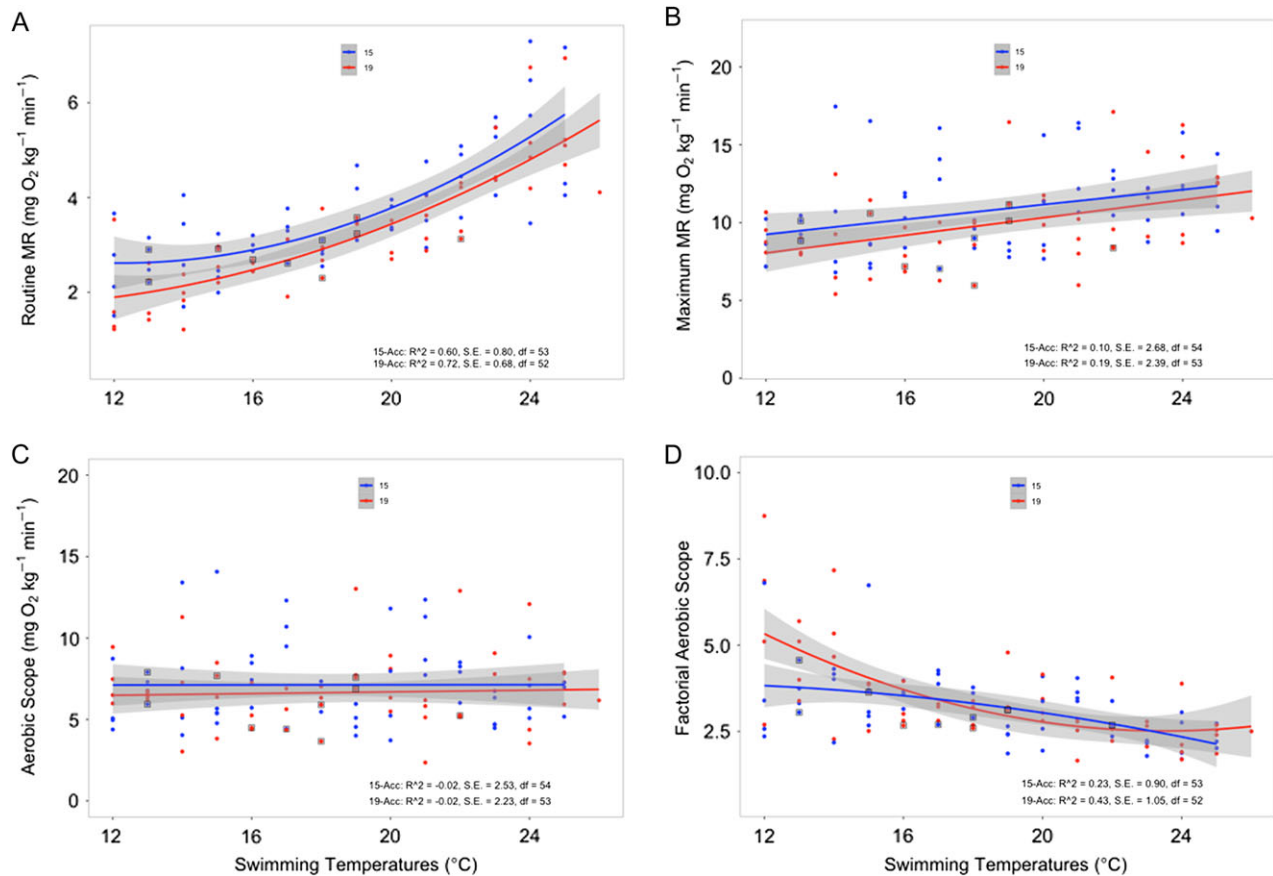 A
Routine MR (mg O₂ kg⁻¹ min⁻¹)
15
19
6
4
2
15-Acc: R^2 = 0.60, S.E. = 0.80, df = 53
19-Acc: R^2 = 0.72, S.E. = 0.68, df = 52
12 16 20 24
B
Maximum MR (mg O₂ kg⁻¹ min⁻¹)
15
19
20
15
10
5
0
15-Acc: R^2 = 0.10, S.E. = 2.68, df = 54
19-Acc: R^2 = 0.19, S.E. = 2.39, df = 53
12 16 20 24
C
Aerobic Scope (mg O₂ kg⁻¹ min⁻¹)
15
19
20
15
10
5
0
15-Acc: R^2 = -0.02, S.E. = 2.53, df = 54
19-Acc: R^2 = -0.02, S.E. = 2.23, df = 53
12 16 20 24
Swimming Temperatures (°C)
D
Factorial Aerobic Scope
15
19
10.0
7.5
5.0
2.5
15-Acc: R^2 = 0.23, S.E. = 0.90, df = 53
19-Acc: R^2 = 0.43, S.E. = 1.05, df = 52
12 16 20 24
Swimming Temperatures (°C)